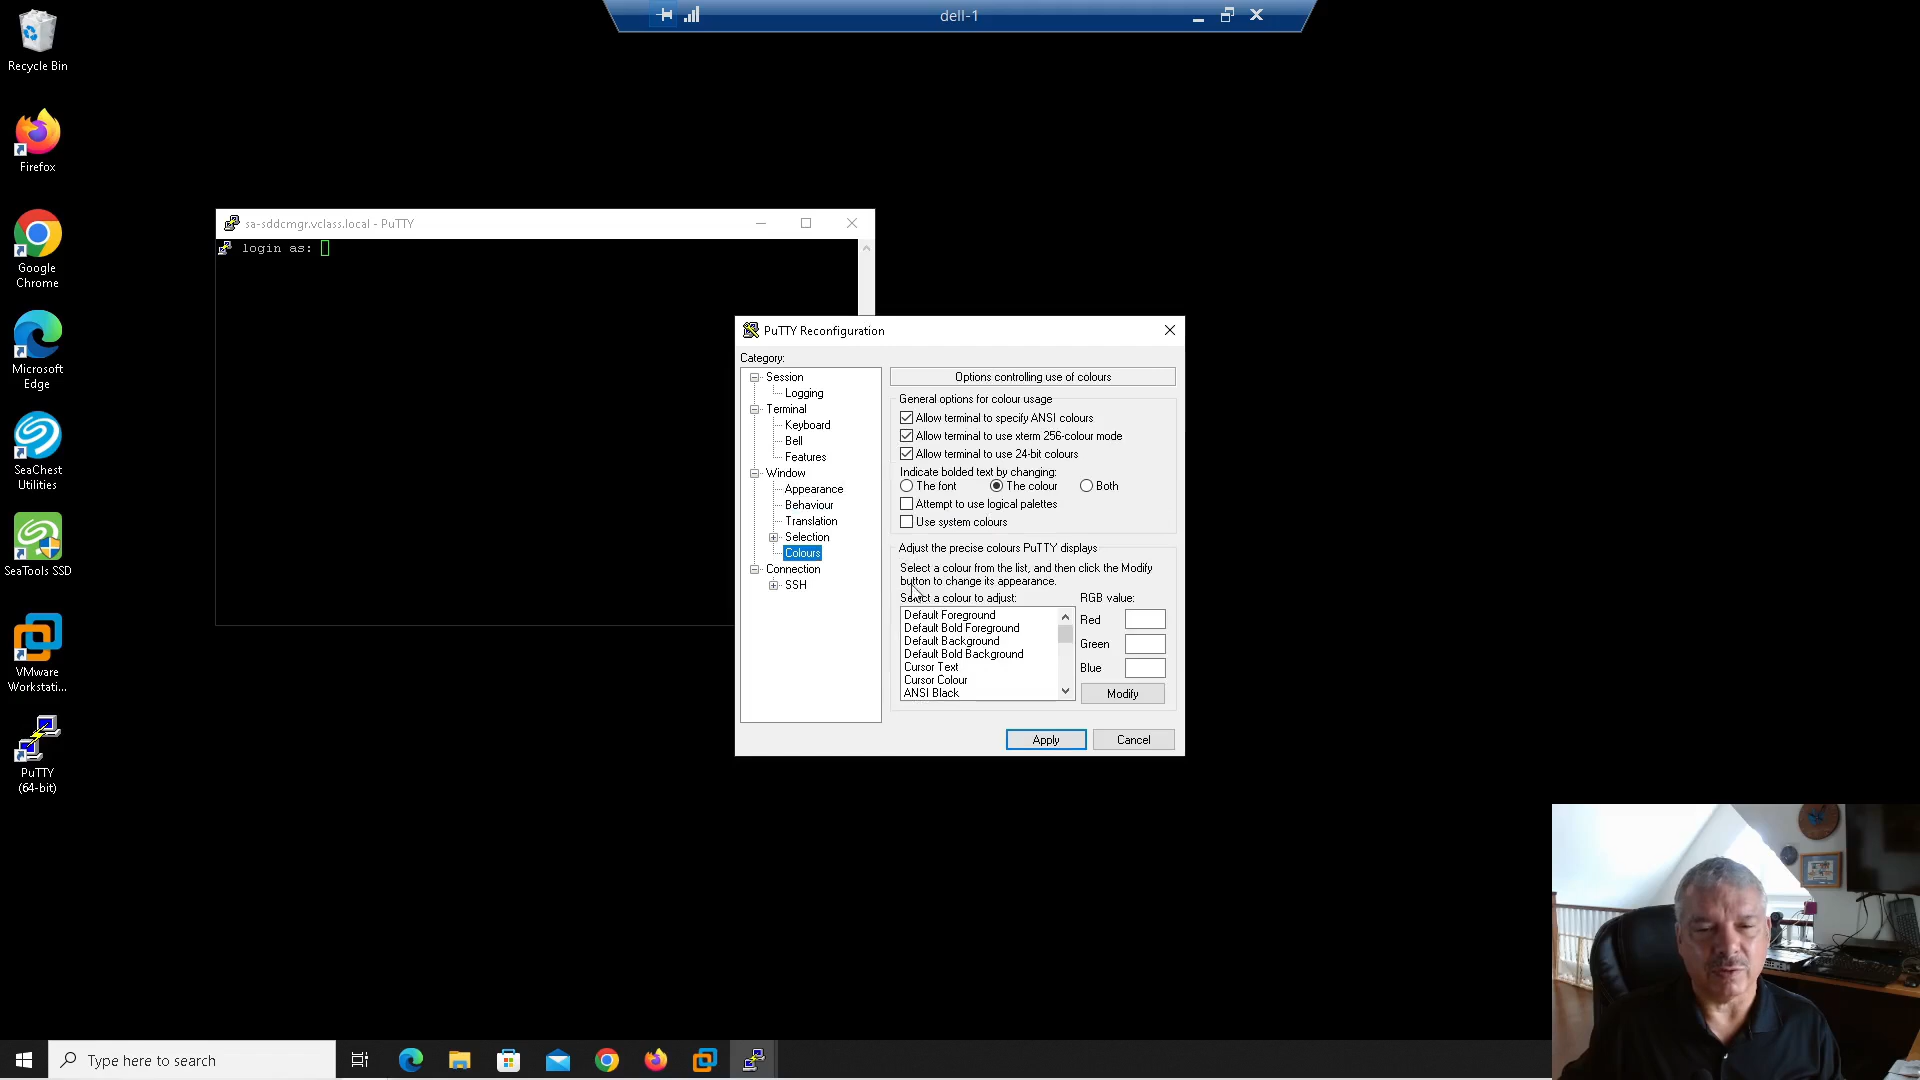 dell-1
Recycle Bin
Firefox
Google
Chrome
Microsoft
Edge
SeaChest
Utilities
SeaTools SSD
VMware
Workstati...
PuTTY
(64-bit)
sa-sddcmgr.vclass.local - PuTTY
login as:
PuTTY Reconfiguration
Category:
Session
Logging
Terminal
Keyboard
Bell
Features
Window
Appearance
Behaviour
Translation
Selection
Colours
Connection
SSH
Options controlling use of colours
General options for colour usage
Allow terminal to specify ANSI colours
Allow terminal to use xterm 256-colour mode
Allow terminal to use 24-bit colours
Indicate bolded text by changing:
The font The colour Both
Attempt to use logical palettes
Use system colours
Adjust the precise colours PuTTY displays
Select a colour from the list, and then click the Modify
button to change its appearance.
Select a colour to adjust: RGB value:
Default Foreground
Default Bold Foreground
Default Background
Default Bold Background
Cursor Text
Cursor Colour
ANSI Black
Red
Green
Blue
Modify
Apply Cancel
Type here to search